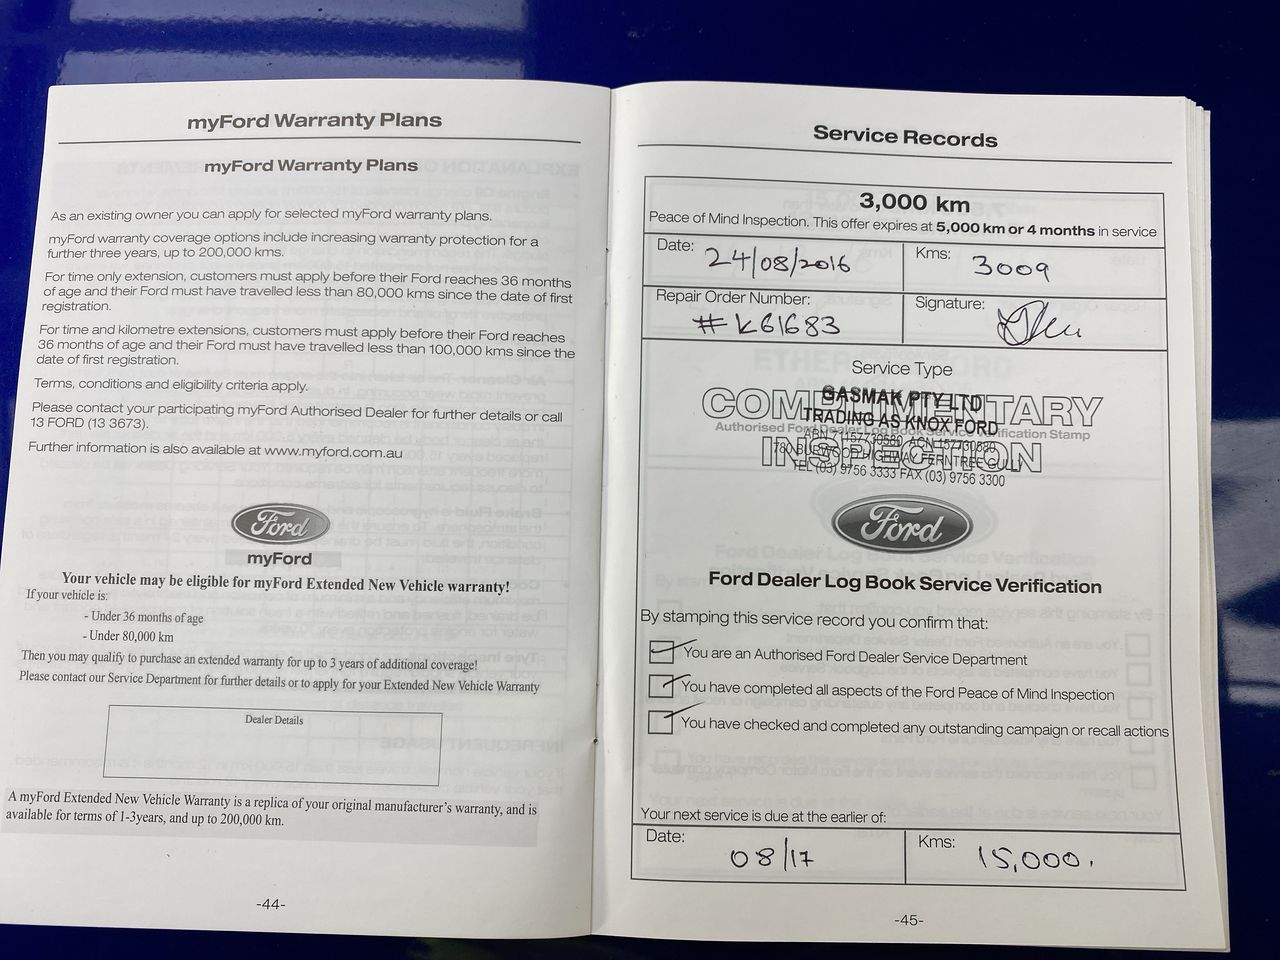 myFord Warranty Plans
myFord Warranty Plans
As an existing owner you can apply for selected myFord warranty plans.
myFord warranty coverage options include increasing warranty protection for a
further three years, up to 200,000 kms.
For time only extension, customers must apply before their Ford reaches 36 months
of age and their Ford must have travelled less than 80,000 kms since the date of first
registration.
For time and kilometre extensions, customers must apply before their Ford reaches
36 months of age and their Ford must have travelled less than 100,000 kms since the
date of first registration.
Terms, conditions and eligibility criteria apply.
Please contact your participating myFord Authorised Dealer for further details or call
13 FORD (13 3673).
Further information is also available at www.myford.com.au
Ford
myFord
Your vehicle may be eligible for myFord Extended New Vehicle warranty!
If your vehicle is:
- Under 36 months of age
- Under 80,000 km
Then you may qualify to purchase an extended warranty for up to 3 years of additional coverage!
Please contact our Service Department for further details or to apply for your Extended New Vehicle Warranty
Dealer Details
A myFord Extended New Vehicle Warranty is a replica of your original manufacturer's warranty, and is
available for terms of 1-3years, and up to 200,000 km.
-44-
Service Records
3,000 km
Peace of Mind Inspection. This offer expires at 5,000 km or 4 months in service
Date: 24/08/2016
Kms: 3009
Repair Order Number: #K61683
Signature:
Service Type
COMPLIMENTARY
INSPECTION
Authorised Ford Dealer Log Book Service Verification Stamp
GASMAK PTY LTD
TRADING AS KNOX FORD
ABN 71157730580 ACN 157730580
780 BURWOOD HIGHWAY FERNTREE GULLY
TEL (03) 9756 3333 FAX (03) 9756 3300
Ford
Ford Dealer Log Book Service Verification
By stamping this service record you confirm that:
You are an Authorised Ford Dealer Service Department
You have completed all aspects of the Ford Peace of Mind Inspection
You have checked and completed any outstanding campaign or recall actions
Your next service is due at the earlier of:
Date: 08/17
Kms: 15,000.
-45-